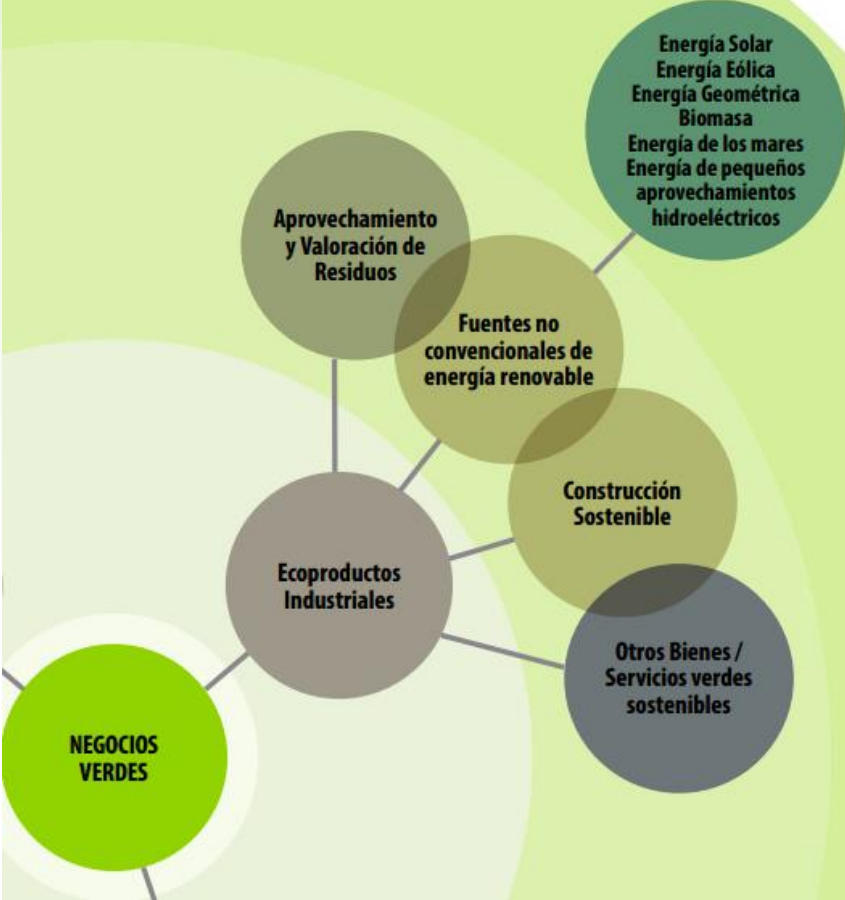 Energía Solar
Energía Eólica
Energía Geométrica
Biomasa
Energía de los mares
Energía de pequeños
aprovechamientos
hidroeléctricos
Aprovechamiento
y Valoración de
Residuos
Fuentes no
convencionales de
energía renovable
Construcción
Sostenible
Ecoproductos
Industriales
Otros Bienes /
Servicios verdes
sostenibles
NEGOCIOS
VERDES